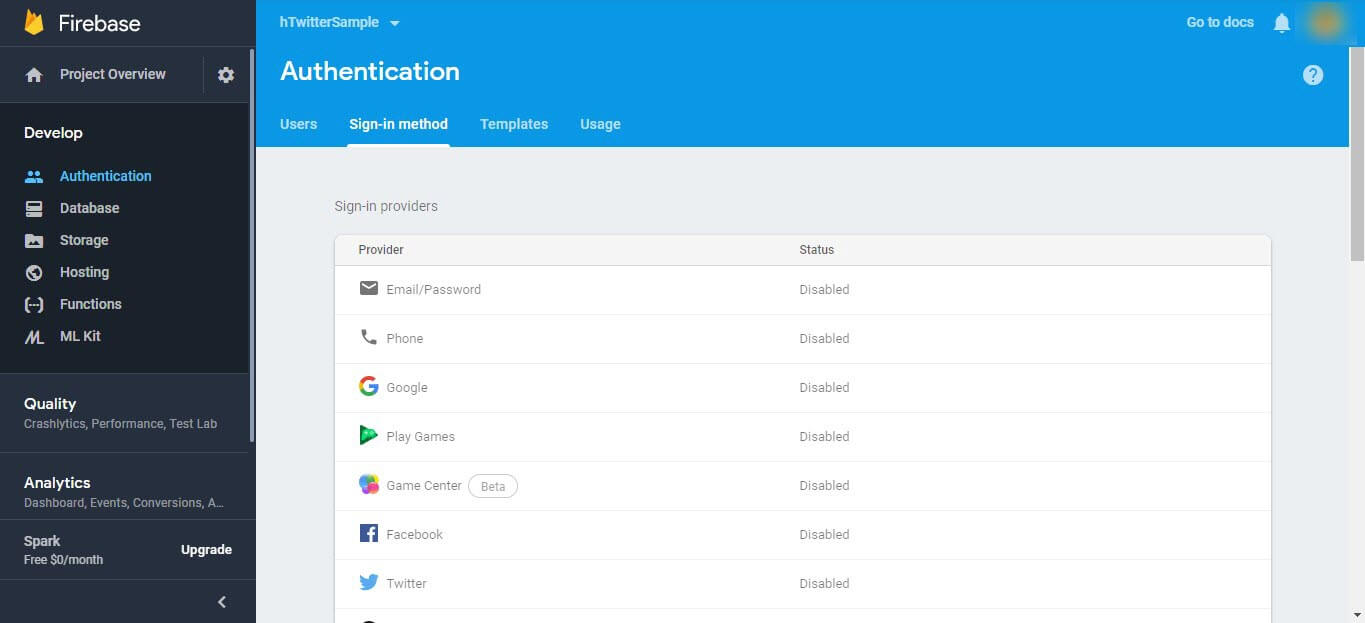 Firebase
Project Overview
Develop
Authentication
Database
Storage
Hosting
Functions
ML Kit
Quality
Crashlytics, Performance, Test Lab
Analytics
Dashboard, Events, Conversions, A...
Spark
Free $0/month
Upgrade
hTwitterSample
Go to docs
Authentication
Users Sign-in method Templates Usage
Sign-in providers
Provider Status
Email/Password Disabled
Phone Disabled
Google Disabled
Play Games Disabled
Game Center Beta Disabled
Facebook Disabled
Twitter Disabled